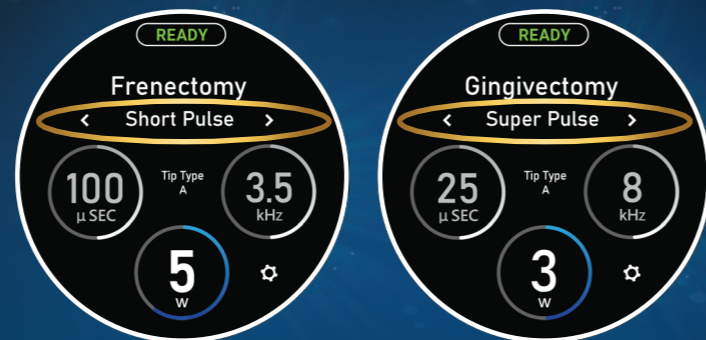 READY
Frenectomy
‹ Short Pulse ›
100
μ SEC
Tip Type
A
3.5
kHz
5
W
READY
Gingivectomy
‹ Super Pulse ›
25
μ SEC
Tip Type
A
8
kHz
3
W